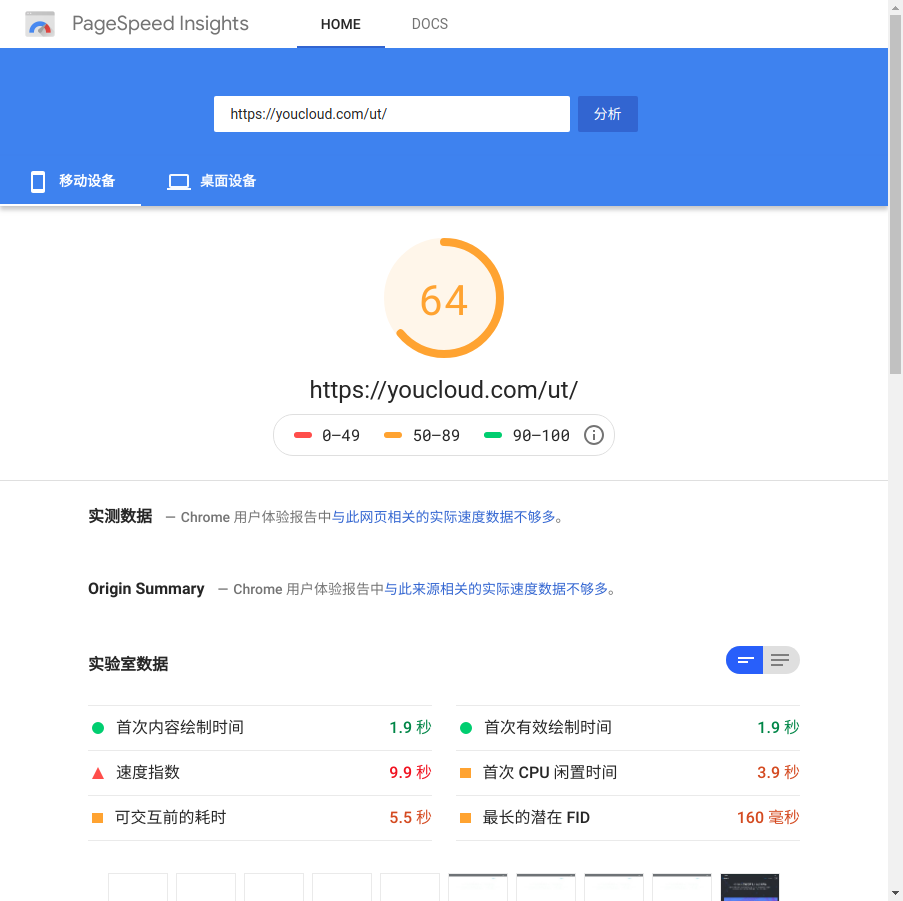 PageSpeed Insights HOME DOCS
https://youcloud.com/ut/ 分析
移动设备 桌面设备
64
https://youcloud.com/ut/
0–49 50–89 90–100
实测数据 — Chrome 用户体验报告中与此网页相关的实际速度数据不够多。
Origin Summary — Chrome 用户体验报告中与此来源相关的实际速度数据不够多。
实验室数据
首次内容绘制时间 1.9 秒 首次有效绘制时间 1.9 秒
速度指数 9.9 秒 首次 CPU 闲置时间 3.9 秒
可交互前的耗时 5.5 秒 最长的潜在 FID 160 毫秒